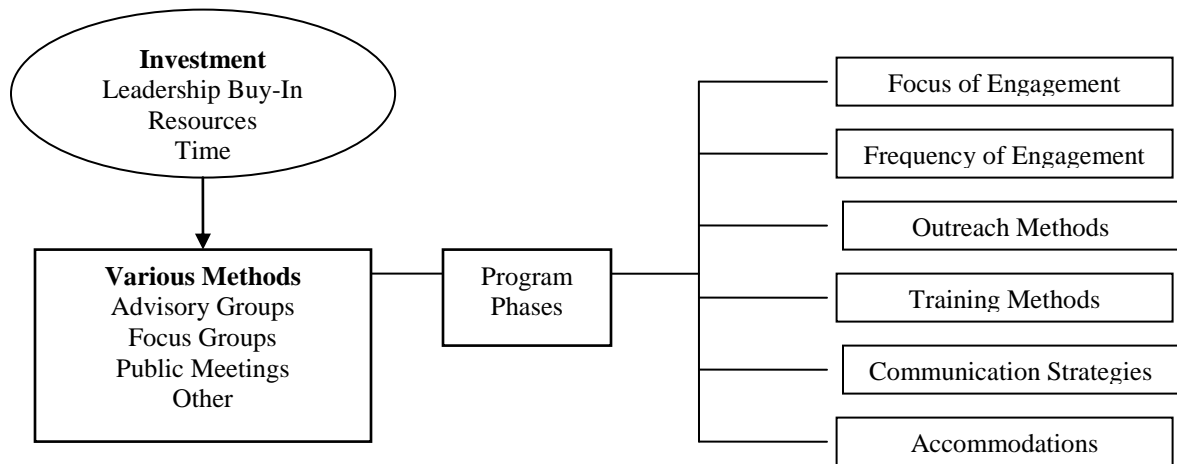 Investment
Leadership Buy-In
Resources
Time
Various Methods
Advisory Groups
Focus Groups
Public Meetings
Other
Program
Phases
Focus of Engagement
Frequency of Engagement
Outreach Methods
Training Methods
Communication Strategies
Accommodations